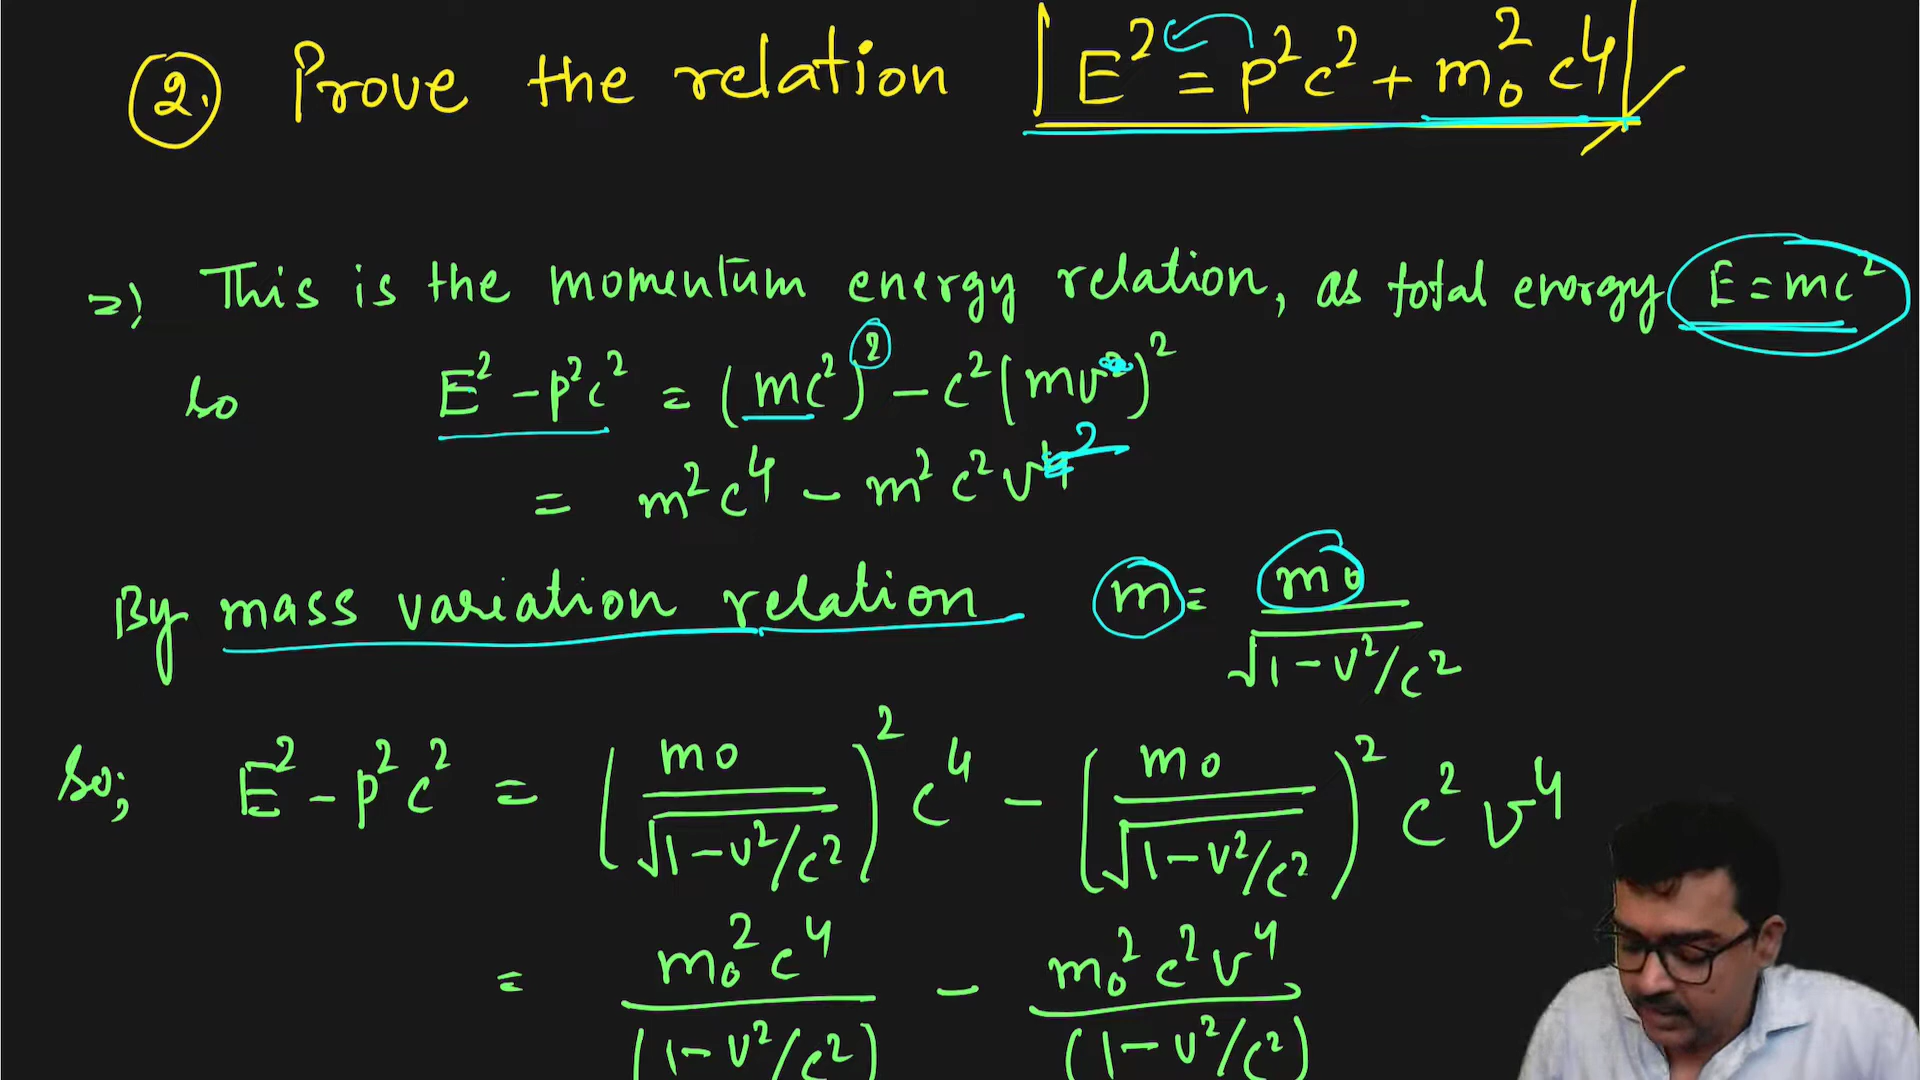 2. Prove the relation E² = p²c² + m₀²c⁴
=) This is the momentum energy relation, as total energy E = mc²
so E² - p²c² = (mc²)² - c²(mv)²
= m²c⁴ - m²c²v²
By mass variation relation m = m₀ / √1 - v²/c²
so; E² - p²c² = (m₀ / √1 - v²/c²)² c⁴ - (m₀ / √1 - v²/c²)² c²v⁴
= m₀²c⁴ / (1 - v²/c²) - m₀²c²v⁴ / (1 - v²/c²)